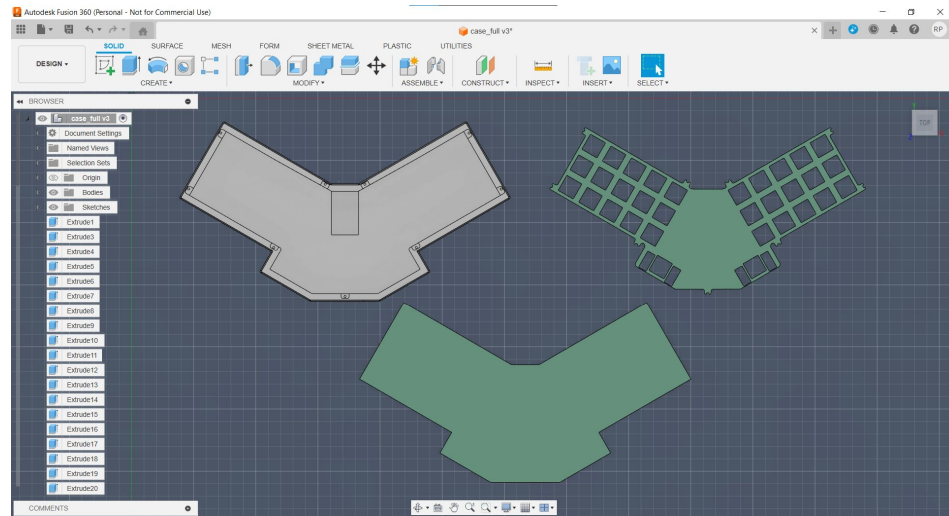 Autodesk Fusion 360 (Personal - Not for Commercial Use)
case_full v3*
RP
SOLID SURFACE MESH FORM SHEET METAL PLASTIC UTILITIES
DESIGN
CREATE MODIFY ASSEMBLE CONSTRUCT INSPECT INSERT SELECT
BROWSER
case_full v3
Document Settings
Named Views
Selection Sets
Origin
Bodies
Sketches
Extrude1
Extrude3
Extrude4
Extrude5
Extrude6
Extrude7
Extrude8
Extrude9
Extrude10
Extrude11
Extrude12
Extrude13
Extrude14
Extrude15
Extrude16
Extrude17
Extrude18
Extrude19
Extrude20
TOP
COMMENTS